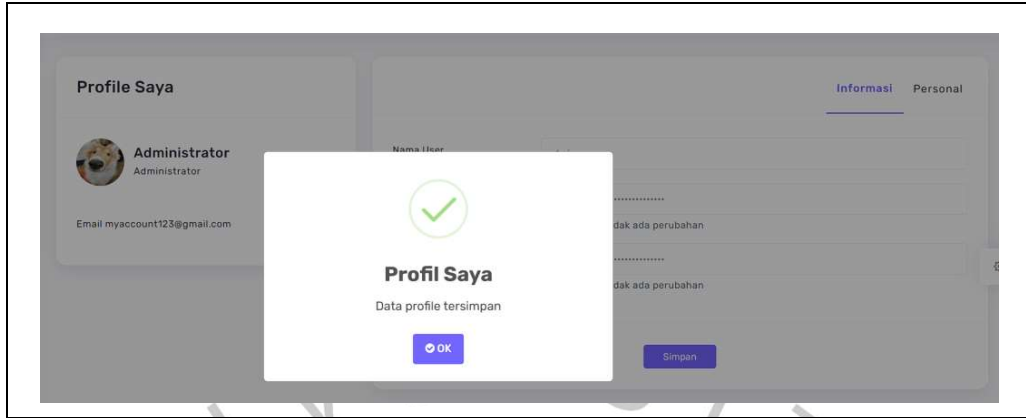 Profile Saya
Informasi Personal
Administrator
Administrator
Nama User
Email myaccount123@gmail.com
dak ada perubahan
dak ada perubahan
Profil Saya
Data profile tersimpan
OK
Simpan